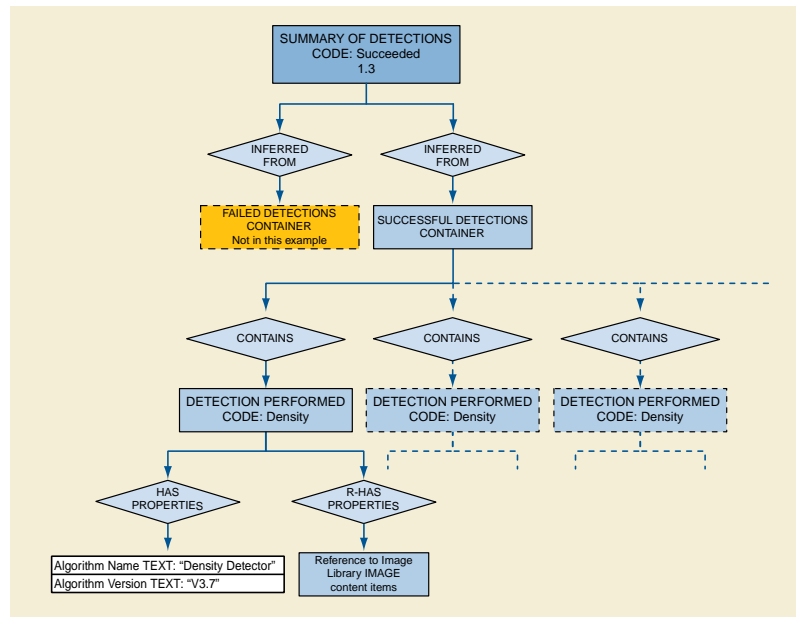 SUMMARY OF DETECTIONS
CODE: Succeeded
1.3
INFERRED
FROM
INFERRED
FROM
FAILED DETECTIONS
CONTAINER
Not in this example
SUCCESSFUL DETECTIONS
CONTAINER
CONTAINS
CONTAINS
CONTAINS
DETECTION PERFORMED
CODE: Density
DETECTION PERFORMED
CODE: Density
DETECTION PERFORMED
CODE: Density
HAS
PROPERTIES
R-HAS
PROPERTIES
Algorithm Name TEXT: “Density Detector”
Algorithm Version TEXT: “V3.7”
Reference to Image
Library IMAGE
content items